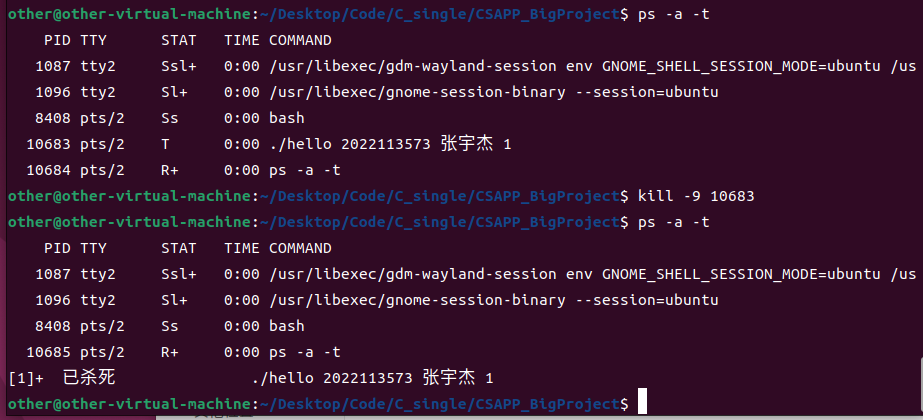 other@other-virtual-machine:~/Desktop/Code/C_single/CSAPP_BigProject$ ps -a -t
PID TTY STAT TIME COMMAND
1087 tty2 Ssl+ 0:00 /usr/libexec/gdm-wayland-session env GNOME_SHELL_SESSION_MODE=ubuntu /us
1096 tty2 Sl+ 0:00 /usr/libexec/gnome-session-binary --session=ubuntu
8408 pts/2 Ss 0:00 bash
10683 pts/2 T 0:00 ./hello 2022113573 张宇杰 1
10684 pts/2 R+ 0:00 ps -a -t
other@other-virtual-machine:~/Desktop/Code/C_single/CSAPP_BigProject$ kill -9 10683
other@other-virtual-machine:~/Desktop/Code/C_single/CSAPP_BigProject$ ps -a -t
PID TTY STAT TIME COMMAND
1087 tty2 Ssl+ 0:00 /usr/libexec/gdm-wayland-session env GNOME_SHELL_SESSION_MODE=ubuntu /us
1096 tty2 Sl+ 0:00 /usr/libexec/gnome-session-binary --session=ubuntu
8408 pts/2 Ss 0:00 bash
10685 pts/2 R+ 0:00 ps -a -t
[1]+ 已杀死 ./hello 2022113573 张宇杰 1
other@other-virtual-machine:~/Desktop/Code/C_single/CSAPP_BigProject$